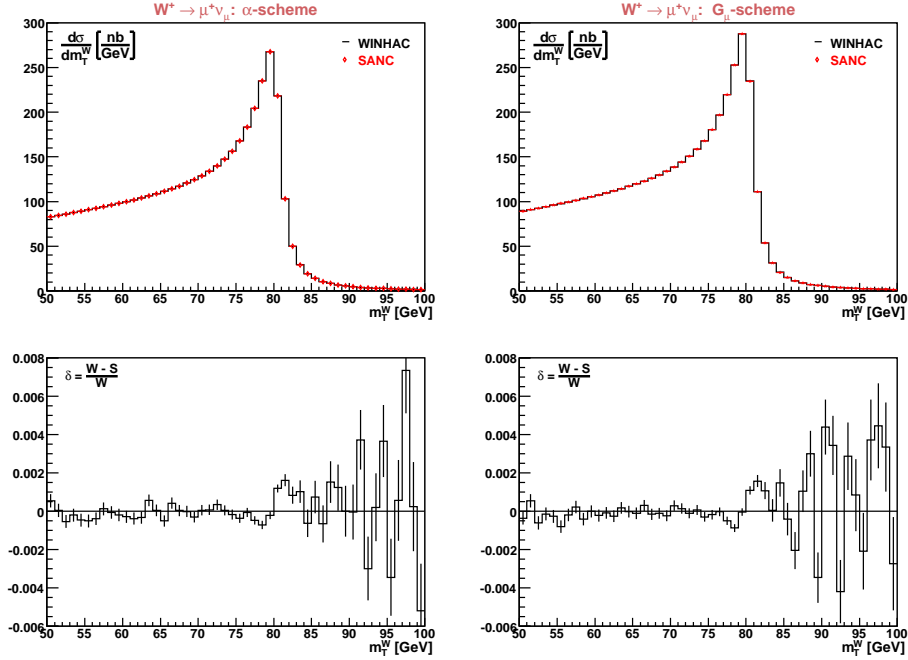 W⁺ → μ⁺ν_μ: α-scheme
dσ/dm_T^W [nb/GeV]
WINHAC
SANC
300
250
200
150
100
50
0
50 55 60 65 70 75 80 85 90 95 100
m_T^W [GeV]
W⁺ → μ⁺ν_μ: G_μ-scheme
dσ/dm_T^W [nb/GeV]
WINHAC
SANC
300
250
200
150
100
50
0
50 55 60 65 70 75 80 85 90 95 100
m_T^W [GeV]
δ = (W - S)/W
0.008
0.006
0.004
0.002
0
-0.002
-0.004
-0.006
50 55 60 65 70 75 80 85 90 95 100
m_T^W [GeV]
δ = (W - S)/W
0.008
0.006
0.004
0.002
0
-0.002
-0.004
-0.006
50 55 60 65 70 75 80 85 90 95 100
m_T^W [GeV]